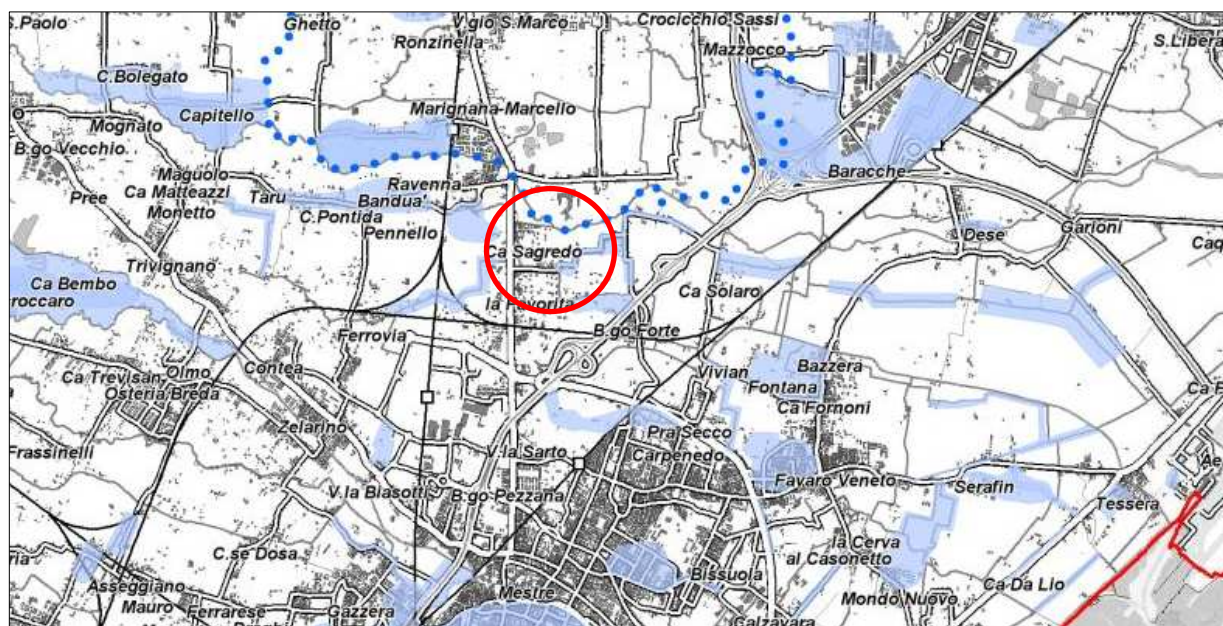 S.Paolo
Ghetto
V.gio S.Marco
Crocicchio Sassi
Ronzinella
Mazzocco
S.Libera
C.Bolegato
Capitello
Marignana-Marcello
Mognato
B.go Vecchio
Maguolo
Ca Matteazzi
Taru
Ravenna
Bandua'
Baracche
Pree
Monetto
C.Pontida
Pennello
Dese
Garioni
Trivignano
Ca Sagredo
Ca Bembo
roccaro
la Favorita
Ca Solaro
Ferrovia
B.go Forte
Ca Trevisan
Olmo
Contea
Vivian
Bazzera
Osteria Breda
Fontana
Ca Fornoni
Zelarino
Pra Secco
Frassinelli
V.la Sarto
Carpenedo
Favaro Veneto
Serafin
V.la Blasotti
B.go Pezzana
Tessera
C.se Dosa
la Cerva
al Casonetto
Asseggiano
Bissuola
Ca Da Lio
Mauro
Ferrarese
Gazzera
Mestre
Mondo Nuovo
Calzavara